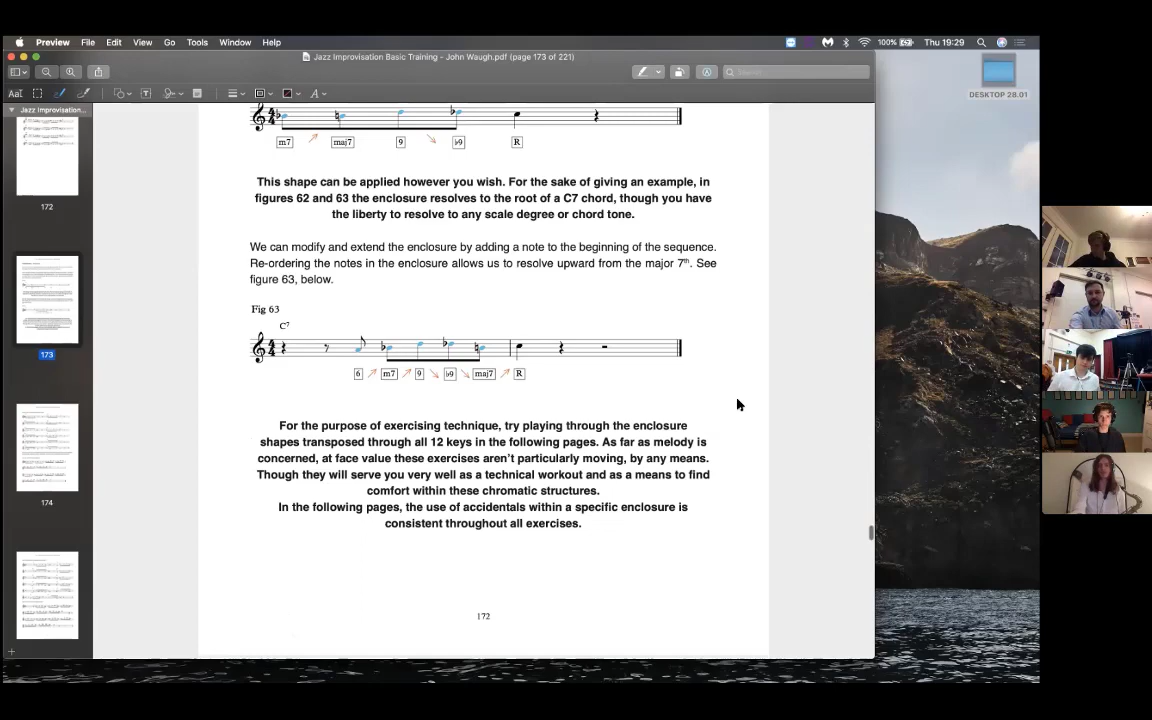 Preview File Edit View Go Tools Window Help
100% Thu 19:29
Jazz Improvisation Basic Training - John Waugh.pdf (page 173 of 221)
Search
Jazz Improvisation...
DESKTOP 28.01
m7 maj7 9 ♭9 R
This shape can be applied however you wish. For the sake of giving an example, in
figures 62 and 63 the enclosure resolves to the root of a C7 chord, though you have
the liberty to resolve to any scale degree or chord tone.
We can modify and extend the enclosure by adding a note to the beginning of the sequence.
Re-ordering the notes in the enclosure allows us to resolve upward from the major 7th. See
figure 63, below.
Fig 63
C7
6 m7 9 ♭9 maj7 R
For the purpose of exercising technique, try playing through the enclosure
shapes transposed through all 12 keys in the following pages. As far as melody is
concerned, at face value these exercises aren't particularly moving, by any means.
Though they will serve you very well as a technical workout and as a means to find
comfort within these chromatic structures.
In the following pages, the use of accidentals within a specific enclosure is
consistent throughout all exercises.
172
172
173
174